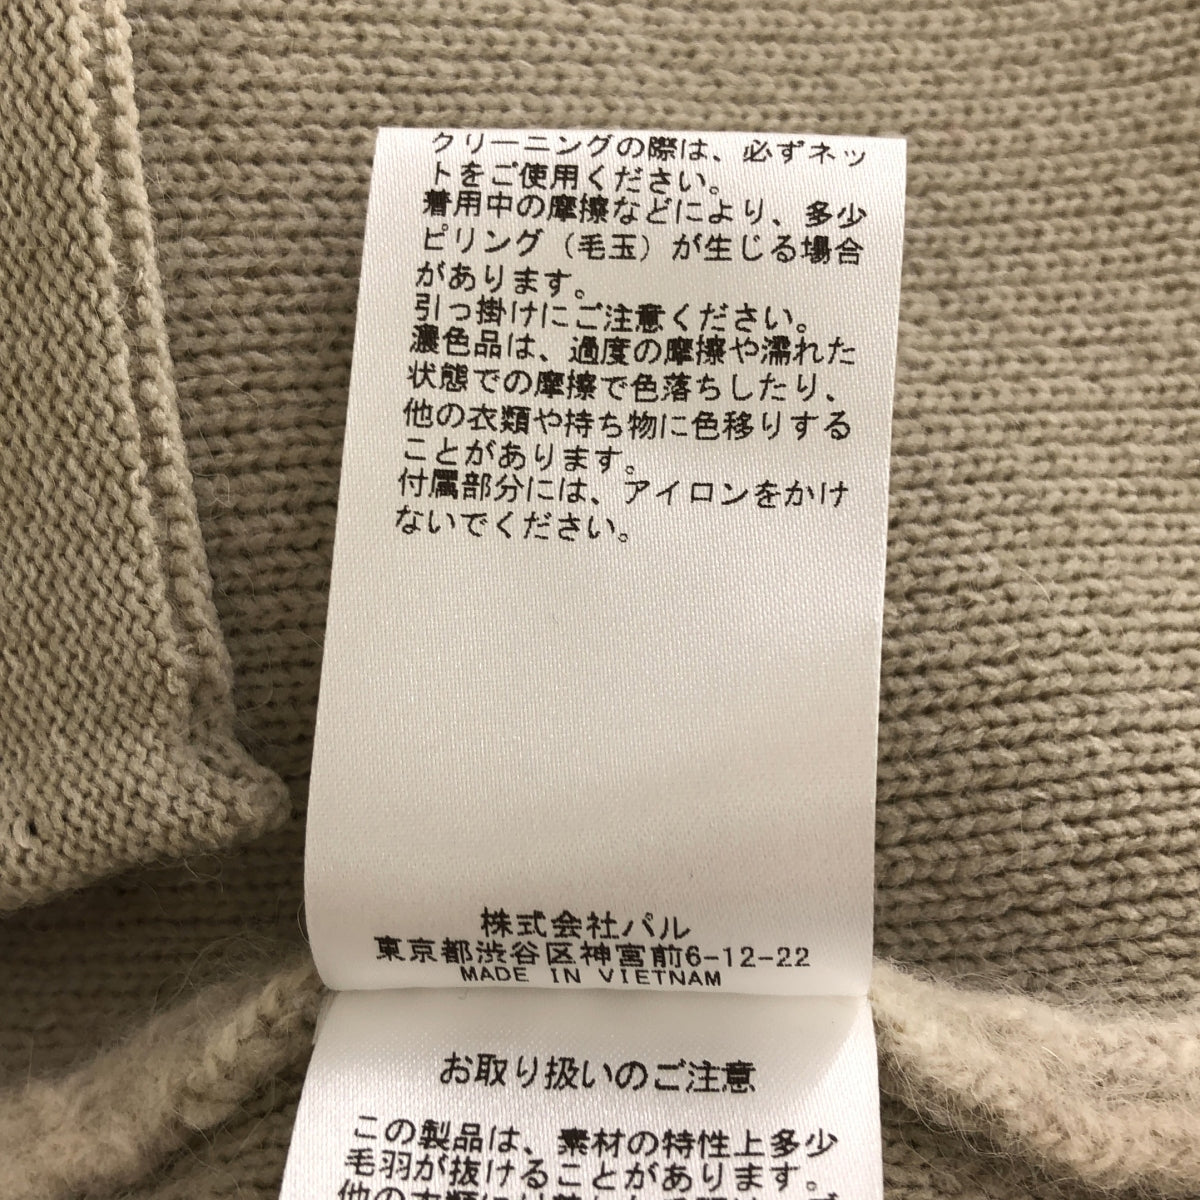 クリーニングの際は、必ずネッ
トをご使用ください。
着用中の摩擦などにより、多少
ピリング（毛玉）が生じる場合
があります。
引っ掛けにご注意ください。
濃色品は、過度の摩擦や濡れた
状態での摩擦で色落ちしたり、
他の衣類や持ち物に色移りする
ことがあります。
付属部分には、アイロンをかけ
ないでください。
株式会社パル
東京都渋谷区神宮前6-12-22
MADE IN VIETNAM
お取り扱いのご注意
この製品は、素材の特性上多少
毛羽が抜けることがあります。
他の衣類に